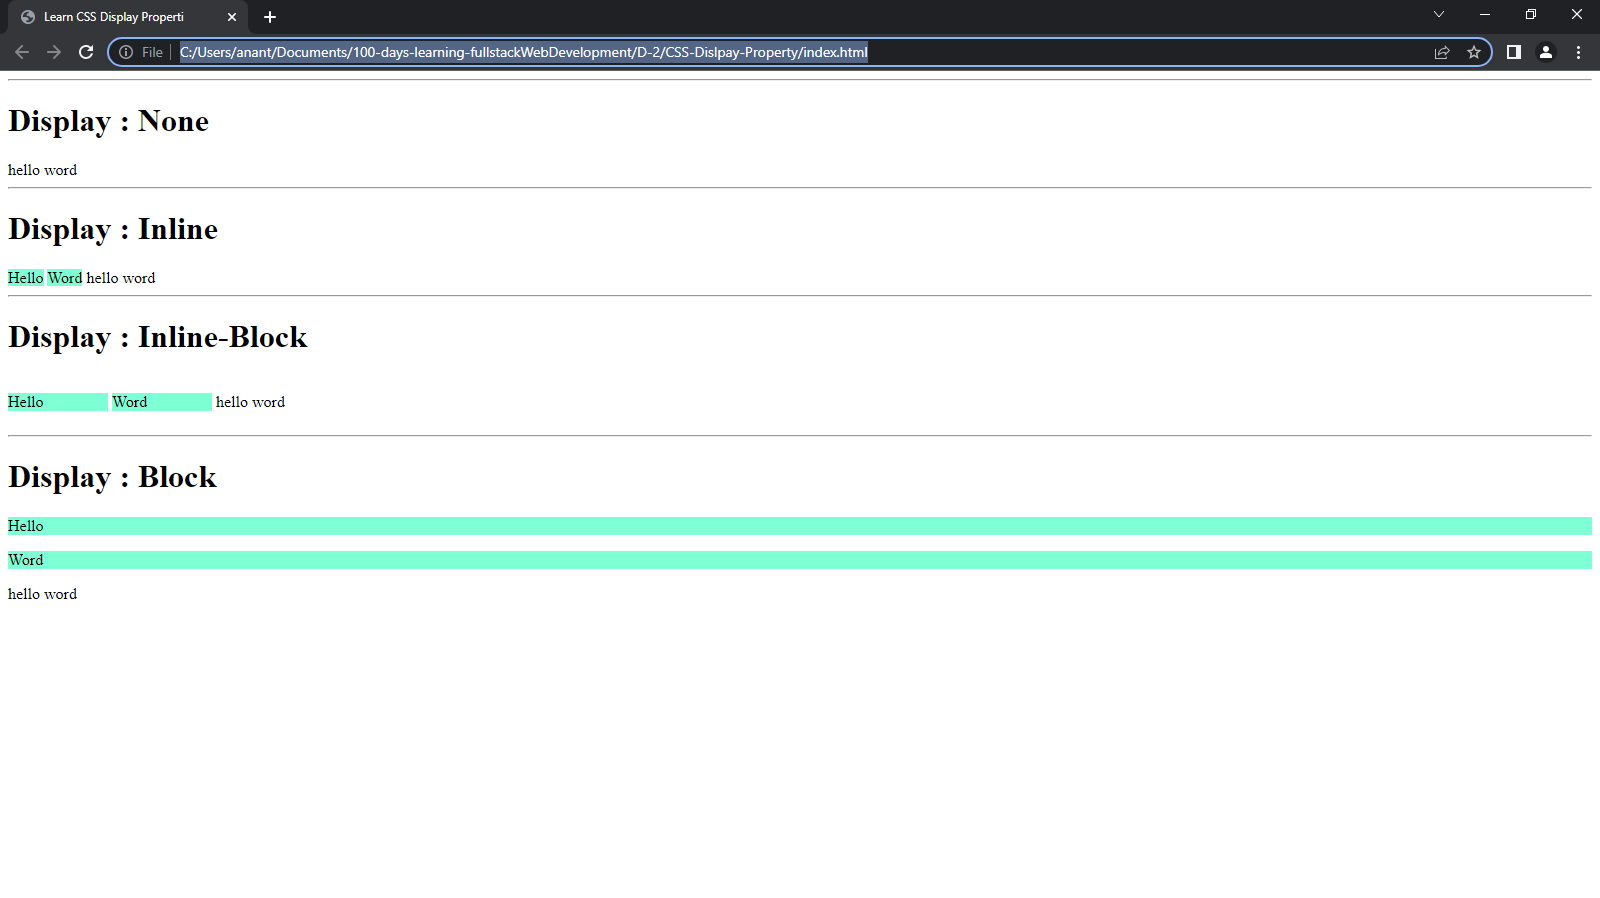 Learn CSS Display Properti
File C:/Users/anant/Documents/100-days-learning-fullstackWebDevelopment/D-2/CSS-Dislpay-Property/index.html
Display : None
hello word
Display : Inline
Hello Word hello word
Display : Inline-Block
Hello Word hello word
Display : Block
Hello
Word
hello word